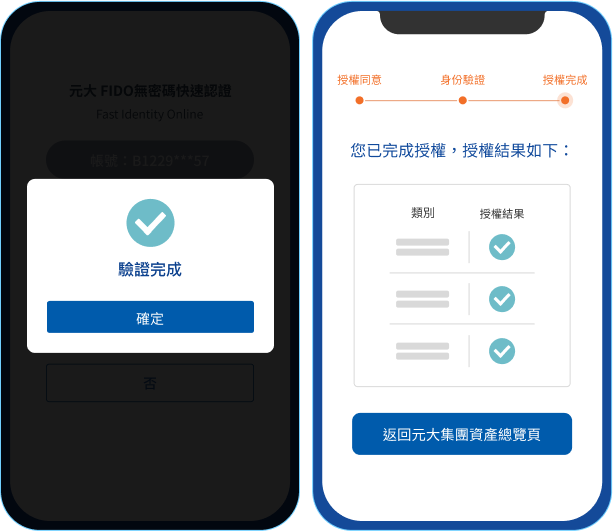 元大 FIDO無密碼快速認證
Fast Identity Online
帳號：B1229***57
驗證完成
確定
否
授權同意
身份驗證
授權完成
您已完成授權，授權結果如下：
類別
授權結果
返回元大集團資產總覽頁